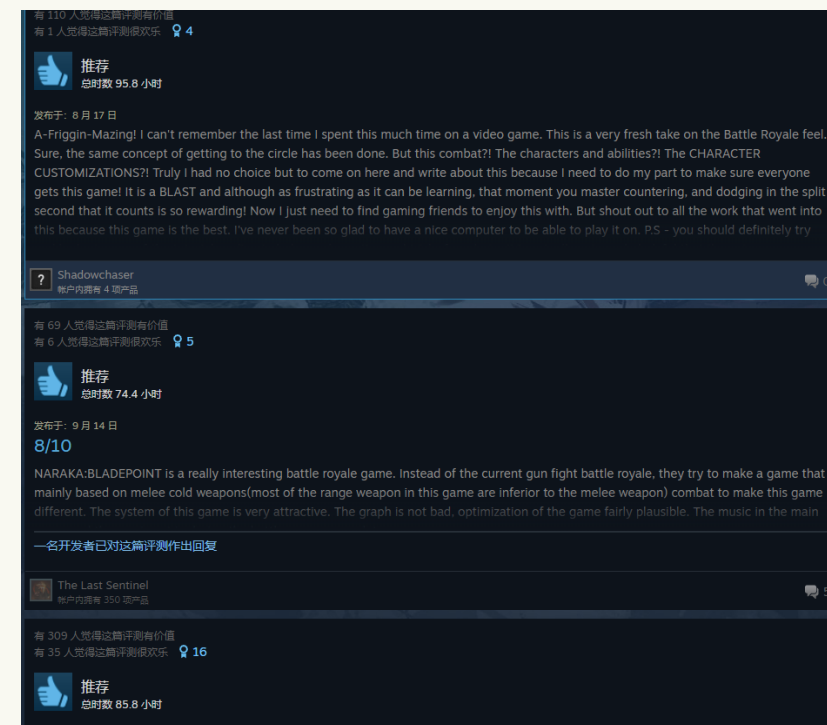 有 110 人觉得这篇评测有价值
有 1 人觉得这篇评测很欢乐 4
推荐
总时数 95.8 小时
发布于：8 月 17 日
A-Friggin-Mazing! I can't remember the last time I spent this much time on a video game. This is a very fresh take on the Battle Royale feel.
Sure, the same concept of getting to the circle has been done. But this combat?! The characters and abilities?! The CHARACTER
CUSTOMIZATIONS?! Truly I had no choice but to come on here and write about this because I need to do my part to make sure everyone
gets this game! It is a BLAST and although as frustrating as it can be learning, that moment you master countering, and dodging in the split
second that it counts is so rewarding! Now I just need to find gaming friends to enjoy this with. But shout out to all the work that went into
this because this game is the best. I've never been so glad to have a nice computer to be able to play it on. P.S - you should definitely try
? Shadowchaser
帐户内拥有 4 项产品
有 69 人觉得这篇评测有价值
有 6 人觉得这篇评测很欢乐 5
推荐
总时数 74.4 小时
发布于：9 月 14 日
8/10
NARAKA:BLADEPOINT is a really interesting battle royale game. Instead of the current gun fight battle royale, they try to make a game that
mainly based on melee cold weapons(most of the range weapon in this game are inferior to the melee weapon) combat to make this game
different. The system of this game is very attractive. The graph is not bad, optimization of the game fairly plausible. The music in the main
一名开发者已对这篇评测作出回复
The Last Sentinel
帐户内拥有 350 项产品
有 309 人觉得这篇评测有价值
有 35 人觉得这篇评测很欢乐 16
推荐
总时数 85.8 小时